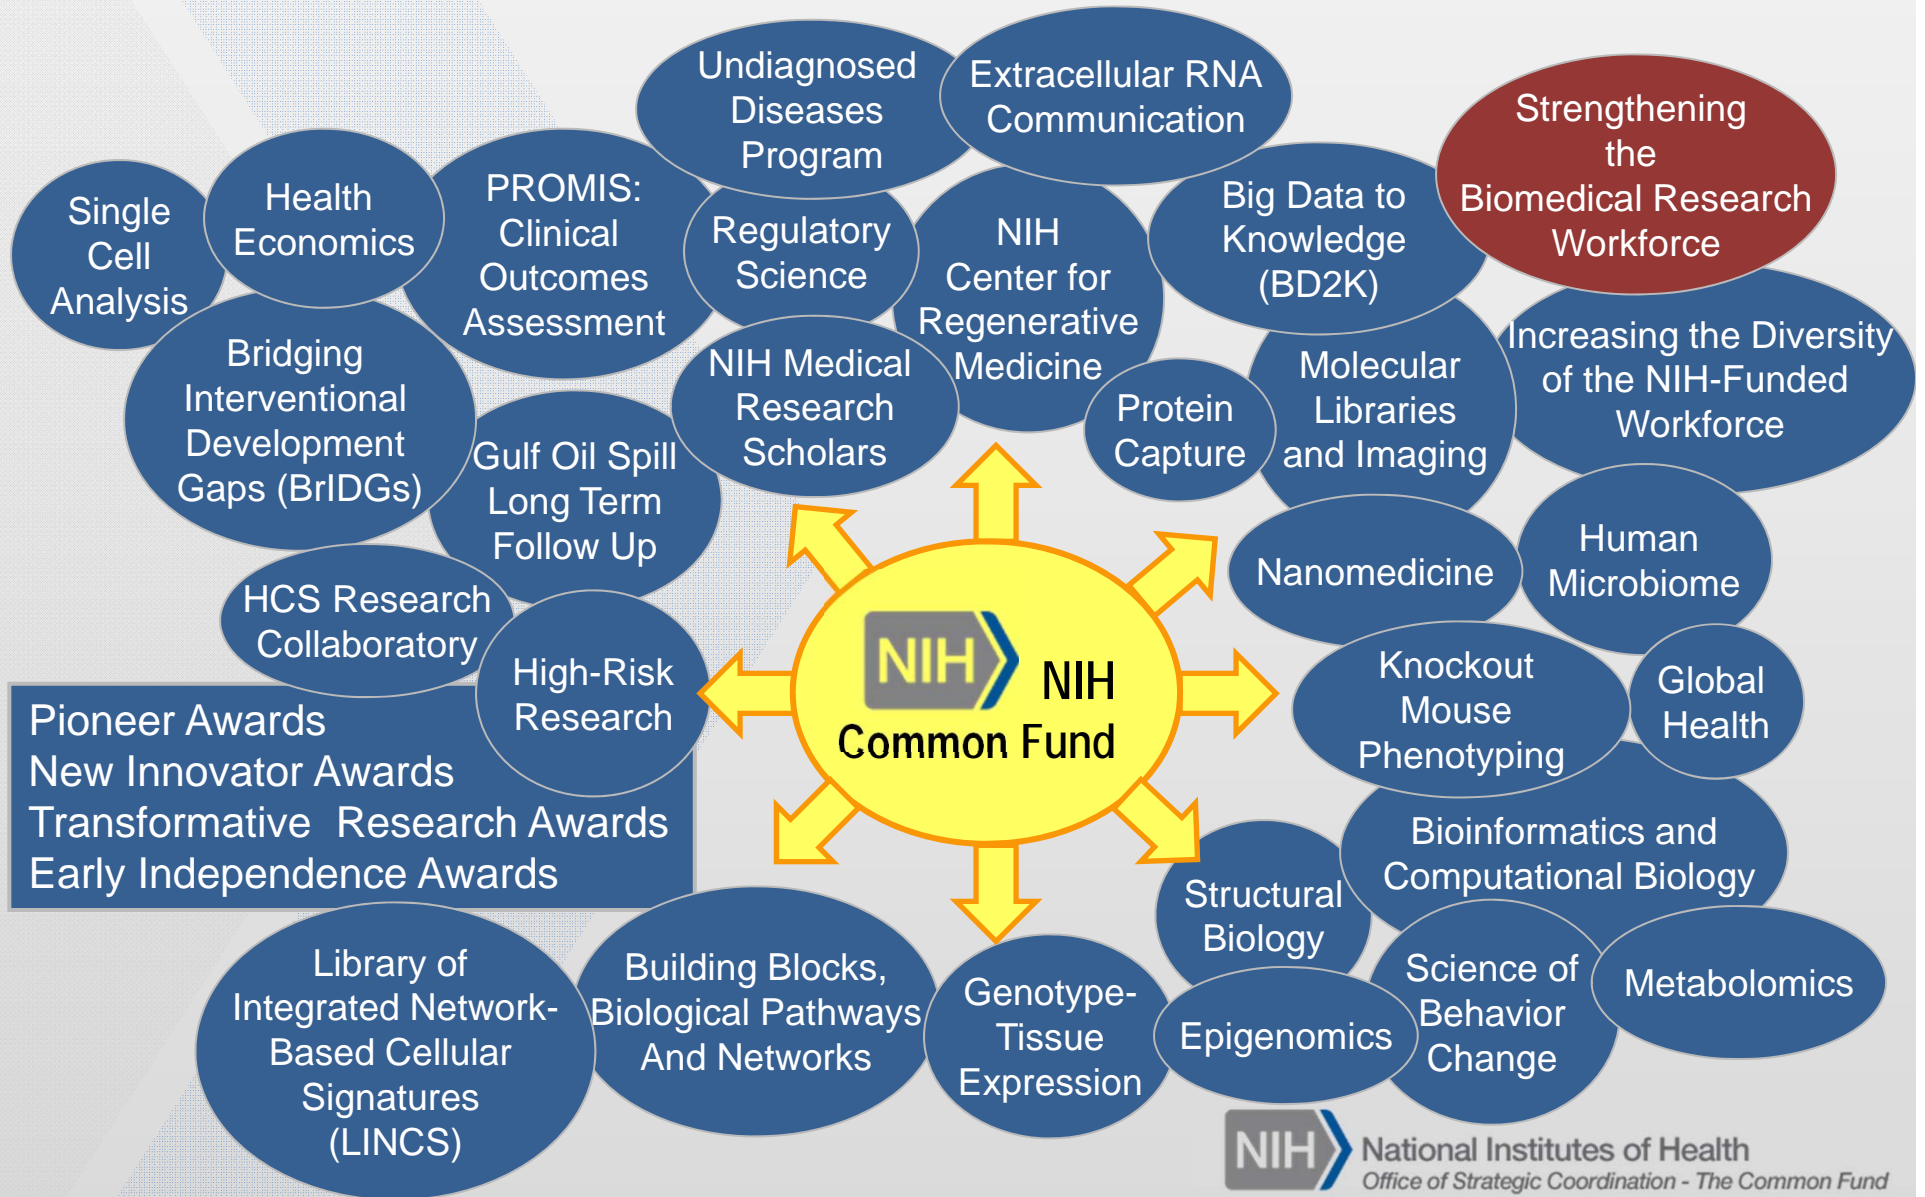 Undiagnosed
Diseases
Program
Extracellular RNA
Communication
Strengthening
the
Biomedical Research
Workforce
Single
Cell
Analysis
Health
Economics
PROMIS:
Clinical
Outcomes
Assessment
Regulatory
Science
NIH
Center for
Regenerative
Medicine
Big Data to
Knowledge
(BD2K)
Increasing the Diversity
of the NIH-Funded
Workforce
Bridging
Interventional
Development
Gaps (BrIDGs)
Gulf Oil Spill
Long Term
Follow Up
NIH Medical
Research
Scholars
Protein
Capture
Molecular
Libraries
and Imaging
Nanomedicine
Human
Microbiome
HCS Research
Collaboratory
High-Risk
Research
NIH
NIH
Common Fund
Knockout
Mouse
Phenotyping
Global
Health
Pioneer Awards
New Innovator Awards
Transformative  Research Awards
Early Independence Awards
Bioinformatics and
Computational Biology
Structural
Biology
Library of
Integrated Network-
Based Cellular
Signatures
(LINCS)
Building Blocks,
Biological Pathways
And Networks
Genotype-
Tissue
Expression
Epigenomics
Science of
Behavior
Change
Metabolomics
NIH
National Institutes of Health
Office of Strategic Coordination - The Common Fund